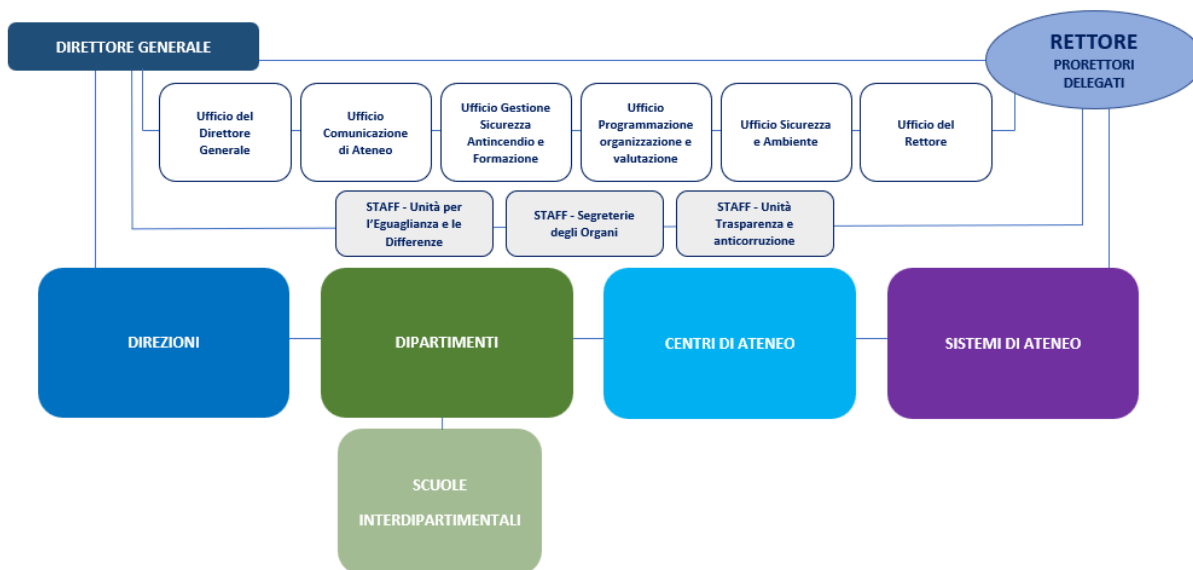 DIRETTORE GENERALE
RETTORE
PRORETTORI
DELEGATI
Ufficio del
Direttore
Generale
Ufficio
Comunicazione
di Ateneo
Ufficio Gestione
Sicurezza
Antincendio e
Formazione
Ufficio
Programmazione
organizzazione e
valutazione
Ufficio Sicurezza
e Ambiente
Ufficio del
Rettore
STAFF - Unità per
l'Eguaglianza e le
Differenze
STAFF - Segreterie
degli Organi
STAFF - Unità
Trasparenza e
anticorruzione
DIREZIONI
DIPARTIMENTI
CENTRI DI ATENEO
SISTEMI DI ATENEO
SCUOLE
INTERDIPARTIMENTALI